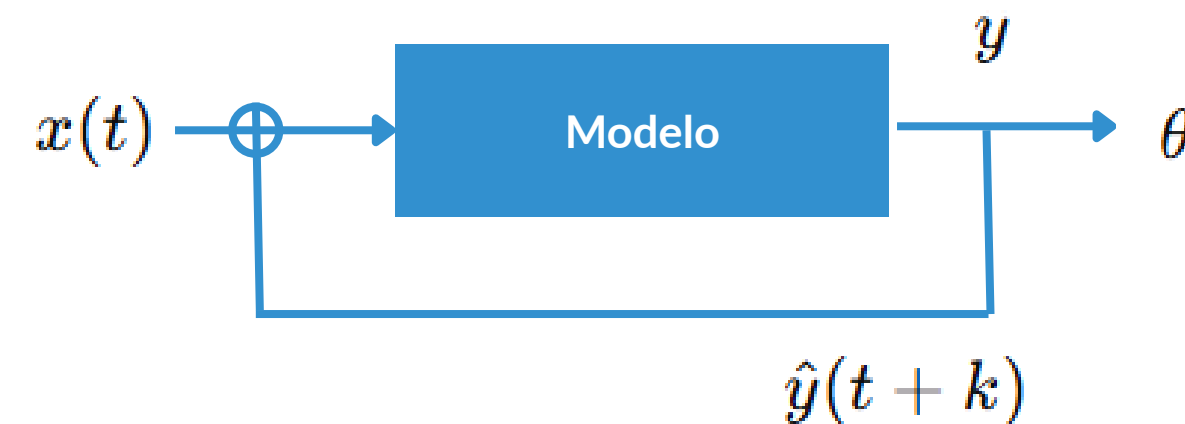 y
x(t)
Modelo
θ
ŷ(t + k)